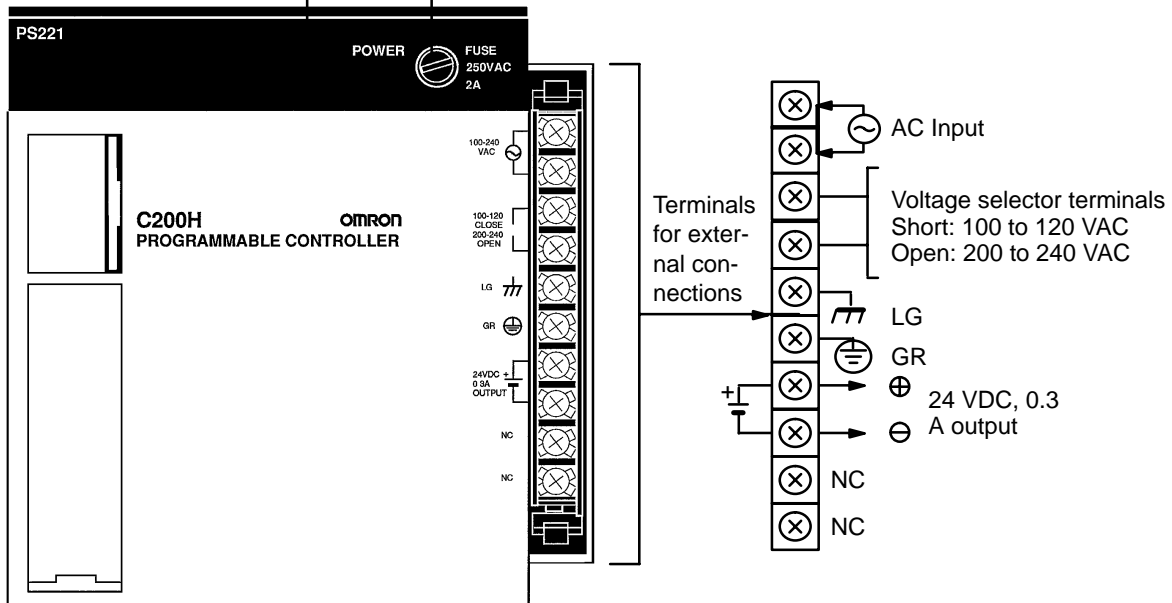 PS221
POWER
FUSE
250VAC
2A
100-240
VAC
C200H
OMRON
PROGRAMMABLE CONTROLLER
100-120
CLOSE
200-240
OPEN
LG
GR
24VDC +
0 3A
OUTPUT
NC
NC
Terminals
for exter-
nal con-
nections
AC Input
Voltage selector terminals
Short: 100 to 120 VAC
Open: 200 to 240 VAC
LG
GR
+
24 VDC, 0.3
A output
NC
NC